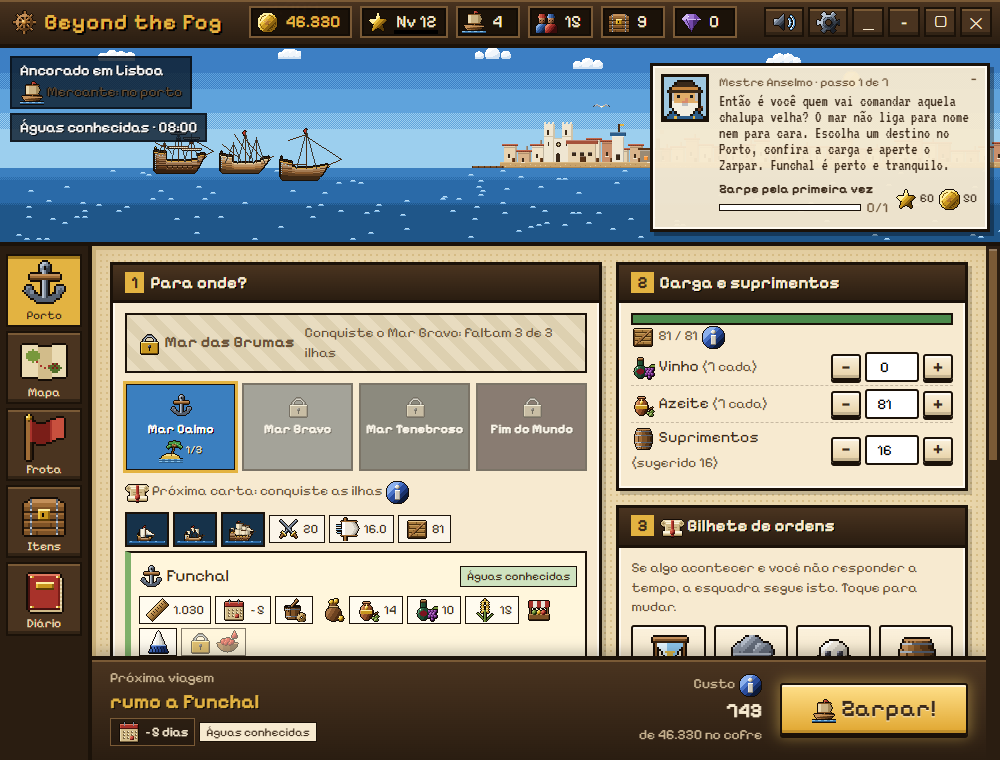 Beyond the Fog
46.330
Nv 12
4
18
9
0
Ancorado em Lisboa
Mercante: no porto
Águas conhecidas · 08:00
Mestre Anselmo · passo 1 de 7
Então é você quem vai comandar aquela
chalupa velha? O mar não liga para nome
nem para cara. Escolha um destino no
Porto, confira a carga e aperte o
Zarpar. Funchal é perto e tranquilo.
Zarpe pela primeira vez
0/1
60
80
Porto
Mapa
Frota
Itens
Diário
1 Para onde?
Mar das Brumas
Conquiste o Mar Bravo: faltam 3 de 3
ilhas
Mar Calmo
1/3
Mar Bravo
Mar Tenebroso
Fim do Mundo
Próxima carta: conquiste as ilhas
20
16.0
81
Funchal
Águas conhecidas
1.030
~8
14
10
18
2 Carga e suprimentos
81 / 81
Vinho (7 cada)
- 0 +
Azeite (7 cada)
- 81 +
Suprimentos
(sugerido 16)
- 16 +
3 Bilhete de ordens
Se algo acontecer e você não responder a
tempo, a esquadra segue isto. Toque para
mudar.
Próxima viagem
rumo a Funchal
~8 dias
Águas conhecidas
Custo
743
de 46.330 no cofre
Zarpar!